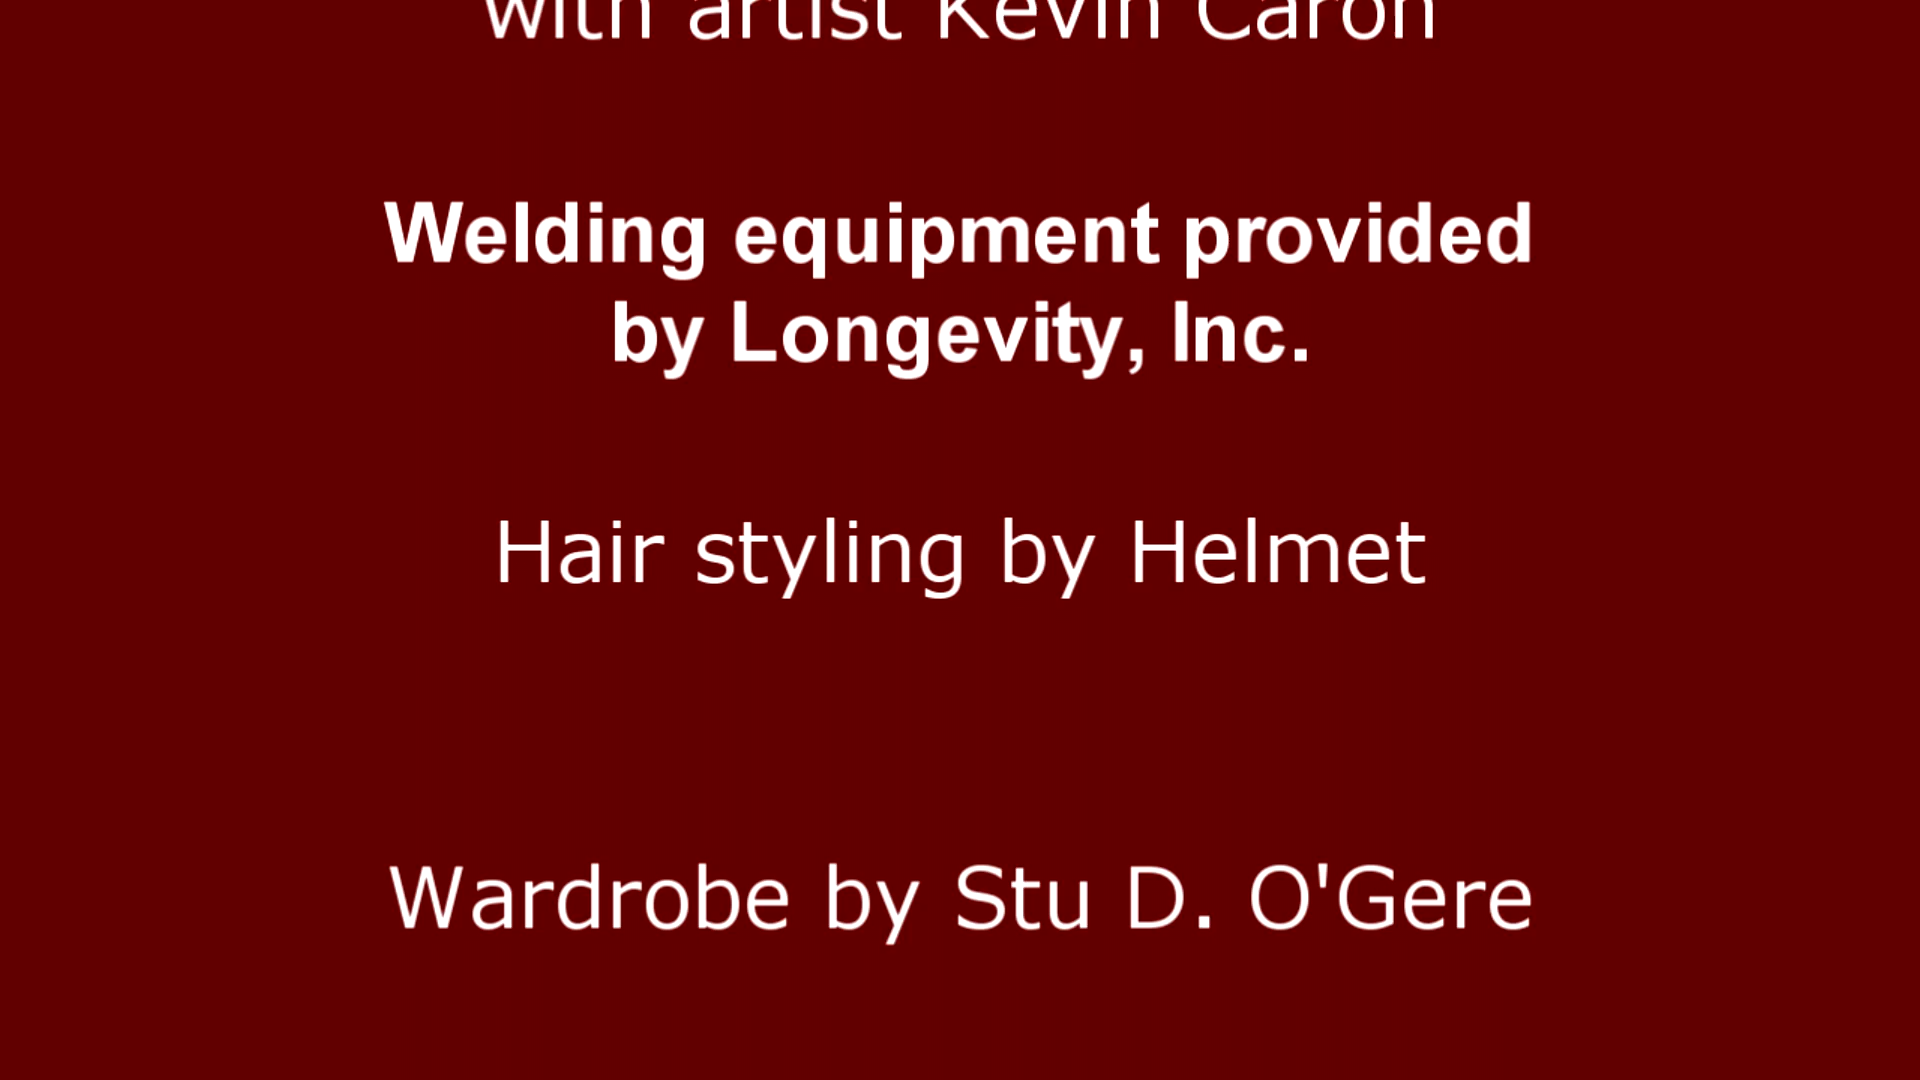 with artist Kevin Caron
Welding equipment provided
by Longevity, Inc.
Hair styling by Helmet
Wardrobe by Stu D. O'Gere